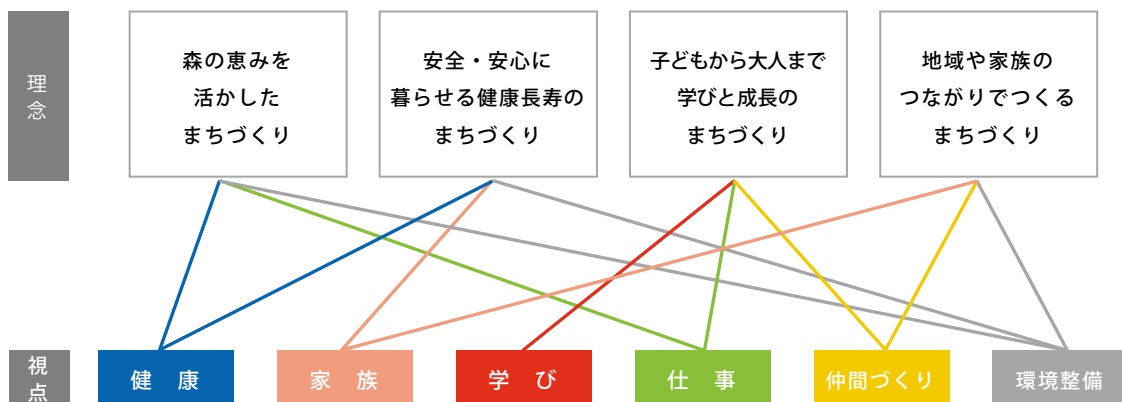 理念
森の恵みを
活かした
まちづくり
安全・安心に
暮らせる健康長寿の
まちづくり
子どもから大人まで
学びと成長の
まちづくり
地域や家族の
つながりでつくる
まちづくり
視点
健 康
家 族
学 び
仕 事
仲間づくり
環境整備